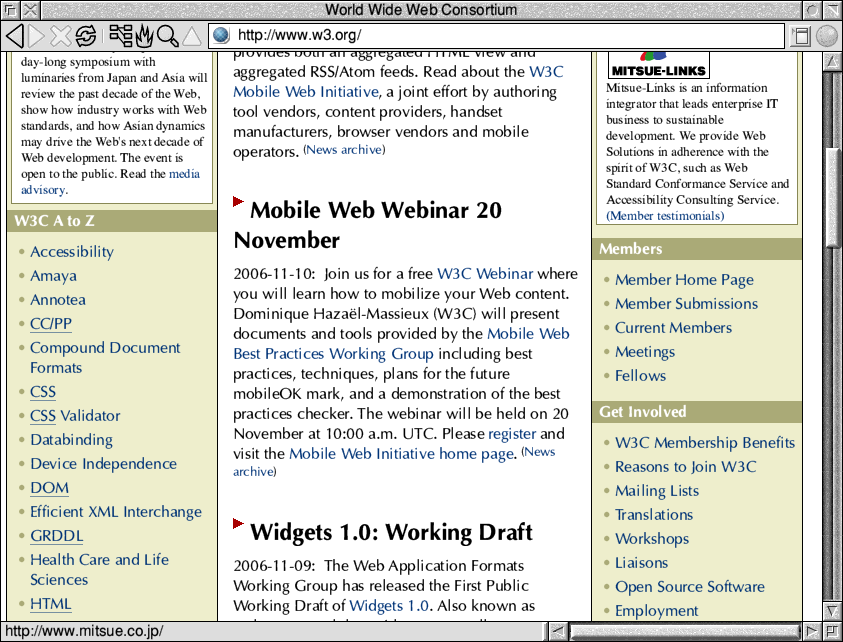 World Wide Web Consortium
http://www.w3.org/
day-long symposium with
luminaries from Japan and Asia will
review the past decade of the Web,
show how industry works with Web
standards, and how Asian dynamics
may drive the Web's next decade of
Web development. The event is
open to the public. Read the media
advisory.
W3C A to Z
Accessibility
Amaya
Annotea
CC/PP
Compound Document
Formats
CSS
CSS Validator
Databinding
Device Independence
DOM
Efficient XML Interchange
GRDDL
Health Care and Life
Sciences
HTML
provides both an aggregated HTML view and
aggregated RSS/Atom feeds. Read about the W3C
Mobile Web Initiative, a joint effort by authoring
tool vendors, content providers, handset
manufacturers, browser vendors and mobile
operators. (News archive)
Mobile Web Webinar 20
November
2006-11-10: Join us for a free W3C Webinar where
you will learn how to mobilize your Web content.
Dominique Hazaël-Massieux (W3C) will present
documents and tools provided by the Mobile Web
Best Practices Working Group including best
practices, techniques, plans for the future
mobileOK mark, and a demonstration of the best
practices checker. The webinar will be held on 20
November at 10:00 a.m. UTC. Please register and
visit the Mobile Web Initiative home page. (News
archive)
Widgets 1.0: Working Draft
2006-11-09: The Web Application Formats
Working Group has released the First Public
Working Draft of Widgets 1.0. Also known as
MITSUE-LINKS
Mitsue-Links is an information
integrator that leads enterprise IT
business to sustainable
development. We provide Web
Solutions in adherence with the
spirit of W3C, such as Web
Standard Conformance Service and
Accessibility Consulting Service.
(Member testimonials)
Members
Member Home Page
Member Submissions
Current Members
Meetings
Fellows
Get Involved
W3C Membership Benefits
Reasons to Join W3C
Mailing Lists
Translations
Workshops
Liaisons
Open Source Software
Employment
http://www.mitsue.co.jp/